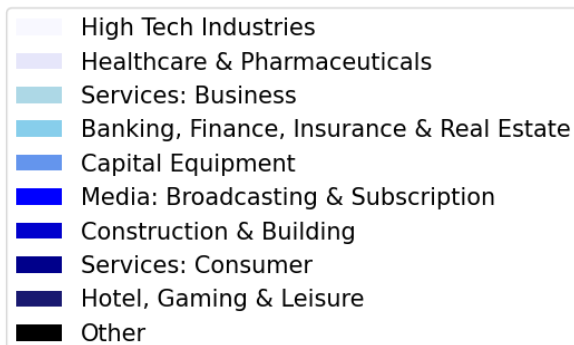 High Tech Industries
Healthcare & Pharmaceuticals
Services: Business
Banking, Finance, Insurance & Real Estate
Capital Equipment
Media: Broadcasting & Subscription
Construction & Building
Services: Consumer
Hotel, Gaming & Leisure
Other